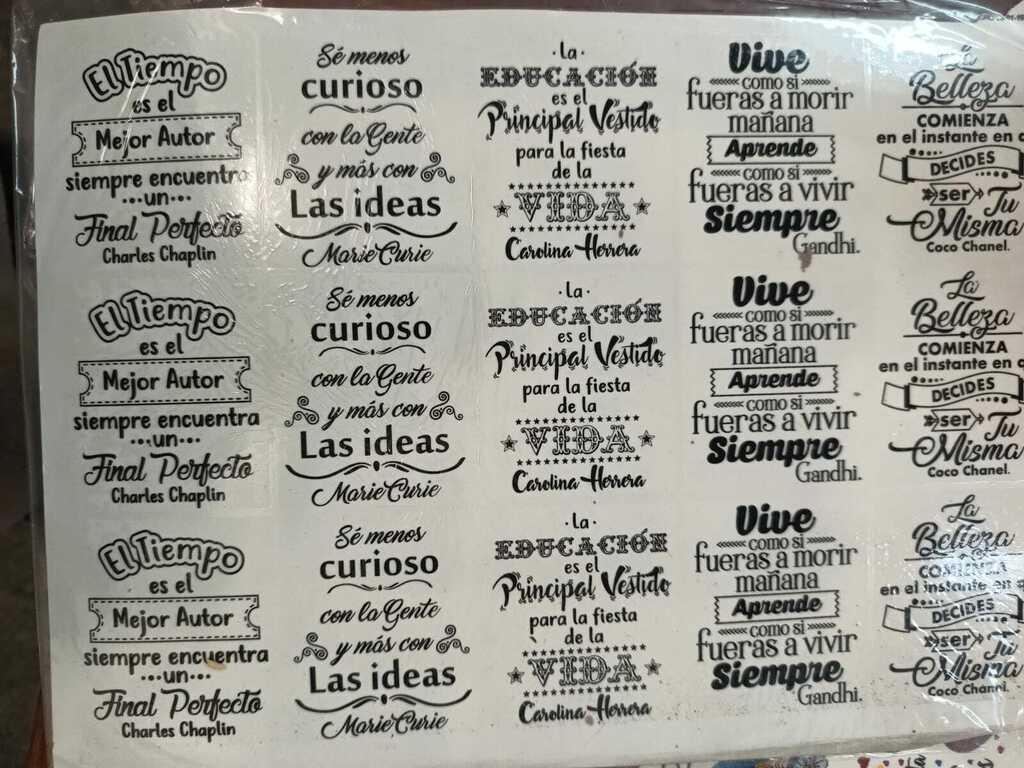 El Tiempo
es el
Mejor Autor
siempre encuentra
un
Final Perfecto
Charles Chaplin
Sé menos
curioso
con la Gente
y más con
Las ideas
Marie Curie
· La ·
EDUCACIÓN
es el
Principal Vestido
para la fiesta
de la
VIDA
Carolina Herrera
Vive
como si
fueras a morir
mañana
Aprende
como si
fueras a vivir
Siempre
Gandhi.
La
Belleza
COMIENZA
en el instante en
DECIDES
ser Tu
Misma
Coco Chanel.
El Tiempo
es el
Mejor Autor
siempre encuentra
un
Final Perfecto
Charles Chaplin
Sé menos
curioso
con la Gente
y más con
Las ideas
Marie Curie
· La ·
EDUCACIÓN
es el
Principal Vestido
para la fiesta
de la
VIDA
Carolina Herrera
Vive
como si
fueras a morir
mañana
Aprende
como si
fueras a vivir
Siempre
Gandhi.
La
Belleza
COMIENZA
en el instante en
DECIDES
ser Tu
Misma
Coco Chanel.
El Tiempo
es el
Mejor Autor
siempre encuentra
un
Final Perfecto
Charles Chaplin
Sé menos
curioso
con la Gente
y más con
Las ideas
Marie Curie
· La ·
EDUCACIÓN
es el
Principal Vestido
para la fiesta
de la
VIDA
Carolina Herrera
Vive
como si
fueras a morir
mañana
Aprende
como si
fueras a vivir
Siempre
Gandhi.
La
Belleza
COMIENZA
en el instante en
DECIDES
ser Tu
Misma
Coco Chanel.